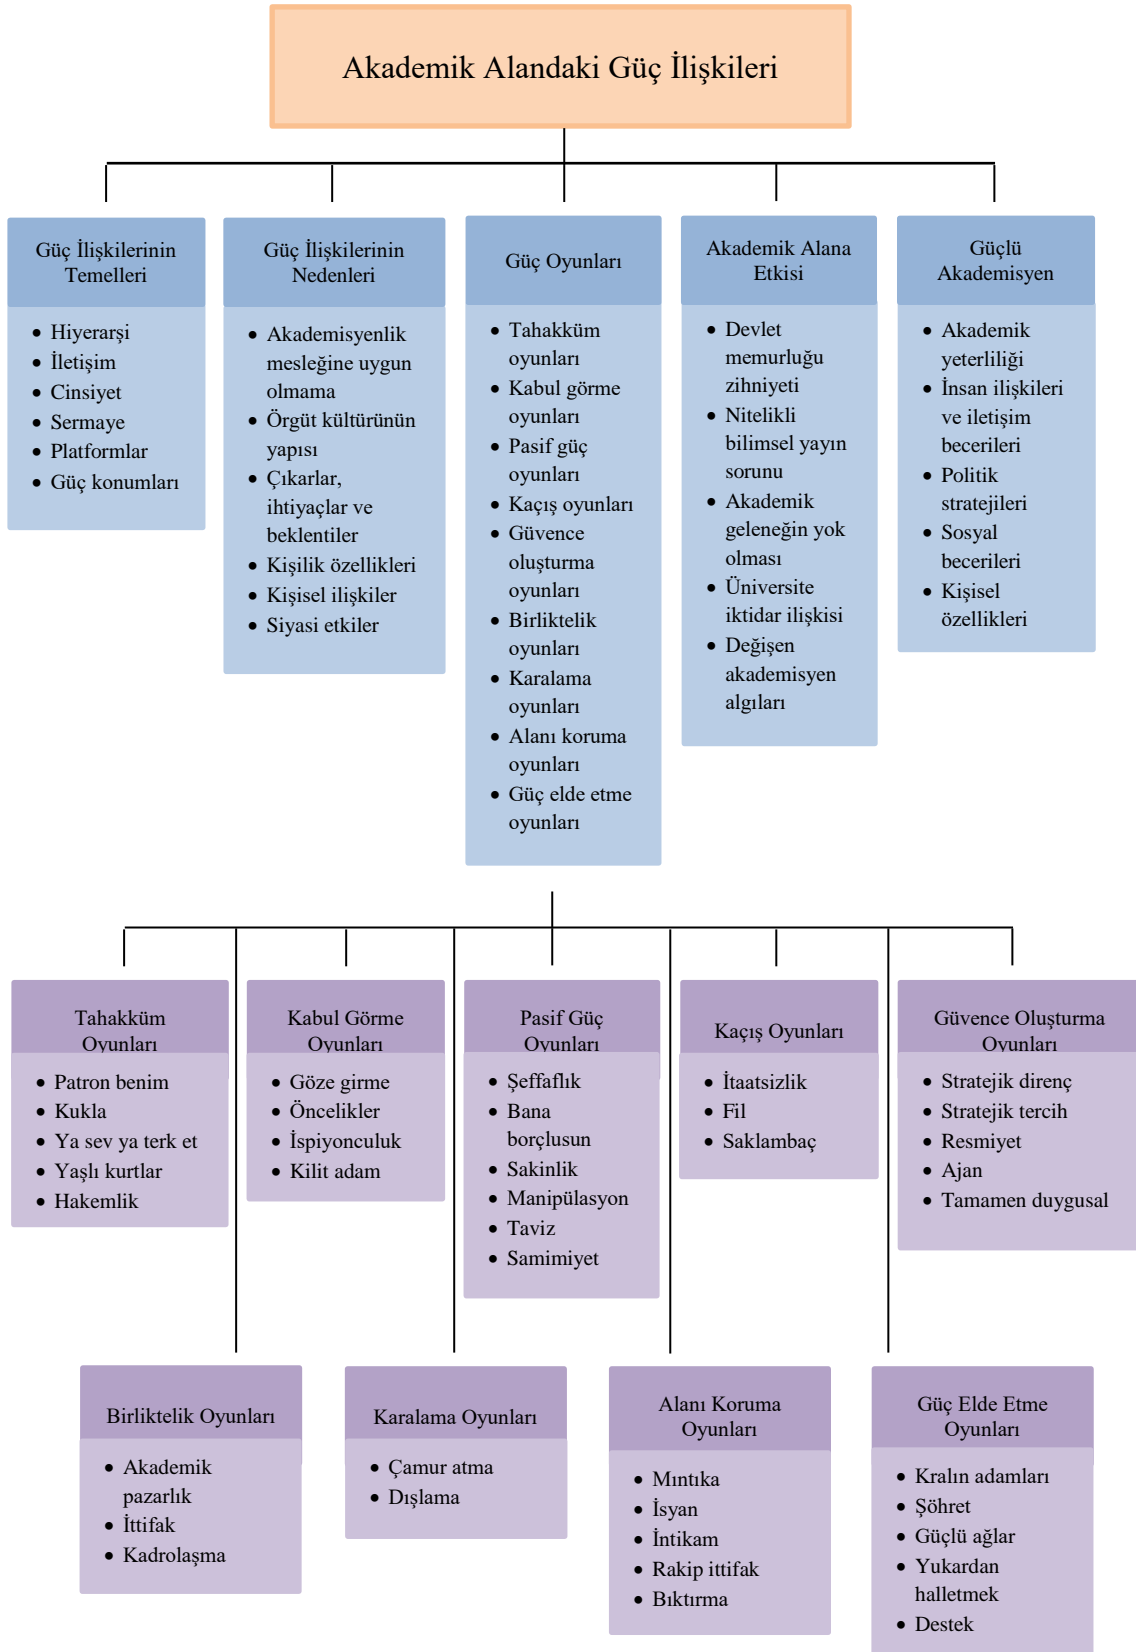 Akademik Alandaki Güç İlişkileri
Güç İlişkilerinin
Temelleri
• Hiyerarşi
• İletişim
• Cinsiyet
• Sermaye
• Platformlar
• Güç konumları
Güç İlişkilerinin
Nedenleri
• Akademisyenlik
mesleğine uygun
olmama
• Örgüt kültürünün
yapısı
• Çıkarlar,
ihtiyaçlar ve
beklentiler
• Kişilik özellikleri
• Kişisel ilişkiler
• Siyasi etkiler
Güç Oyunları
• Tahakküm
oyunları
• Kabul görme
oyunları
• Pasif güç
oyunları
• Kaçış oyunları
• Güvence
oluşturma
oyunları
• Birliktelik
oyunları
• Karalama
oyunları
• Alanı koruma
oyunları
• Güç elde etme
oyunları
Akademik Alana
Etkisi
• Devlet
memurluğu
zihniyeti
• Nitelikli
bilimsel yayın
sorunu
• Akademik
geleneğin yok
olması
• Üniversite
iktidar ilişkisi
• Değişen
akademisyen
algıları
Güçlü
Akademisyen
• Akademik
yeterliliği
• İnsan ilişkileri
ve iletişim
becerileri
• Politik
stratejileri
• Sosyal
becerileri
• Kişisel
özellikleri
Tahakküm
Oyunları
• Patron benim
• Kukla
• Ya sev ya terk et
• Yaşlı kurtlar
• Hakemlik
Kabul Görme
Oyunları
• Göze girme
• Öncelikler
• İspiyonculuk
• Kilit adam
Pasif Güç
Oyunları
• Şeffaflık
• Bana
borçlusun
• Sakinlik
• Manipülasyon
• Taviz
• Samimiyet
Kaçış Oyunları
• İtaatsizlik
• Fil
• Saklambaç
Güvence Oluşturma
Oyunları
• Stratejik direnç
• Stratejik tercih
• Resmiyet
• Ajan
• Tamamen duygusal
Birliktelik Oyunları
• Akademik
pazarlık
• İttifak
• Kadrolaşma
Karalama Oyunları
• Çamur atma
• Dışlama
Alanı Koruma
Oyunları
• Mıntıka
• İsyan
• İntikam
• Rakip ittifak
• Bıktırma
Güç Elde Etme
Oyunları
• Kralın adamları
• Şöhret
• Güçlü ağlar
• Yukardan
halletmek
• Destek